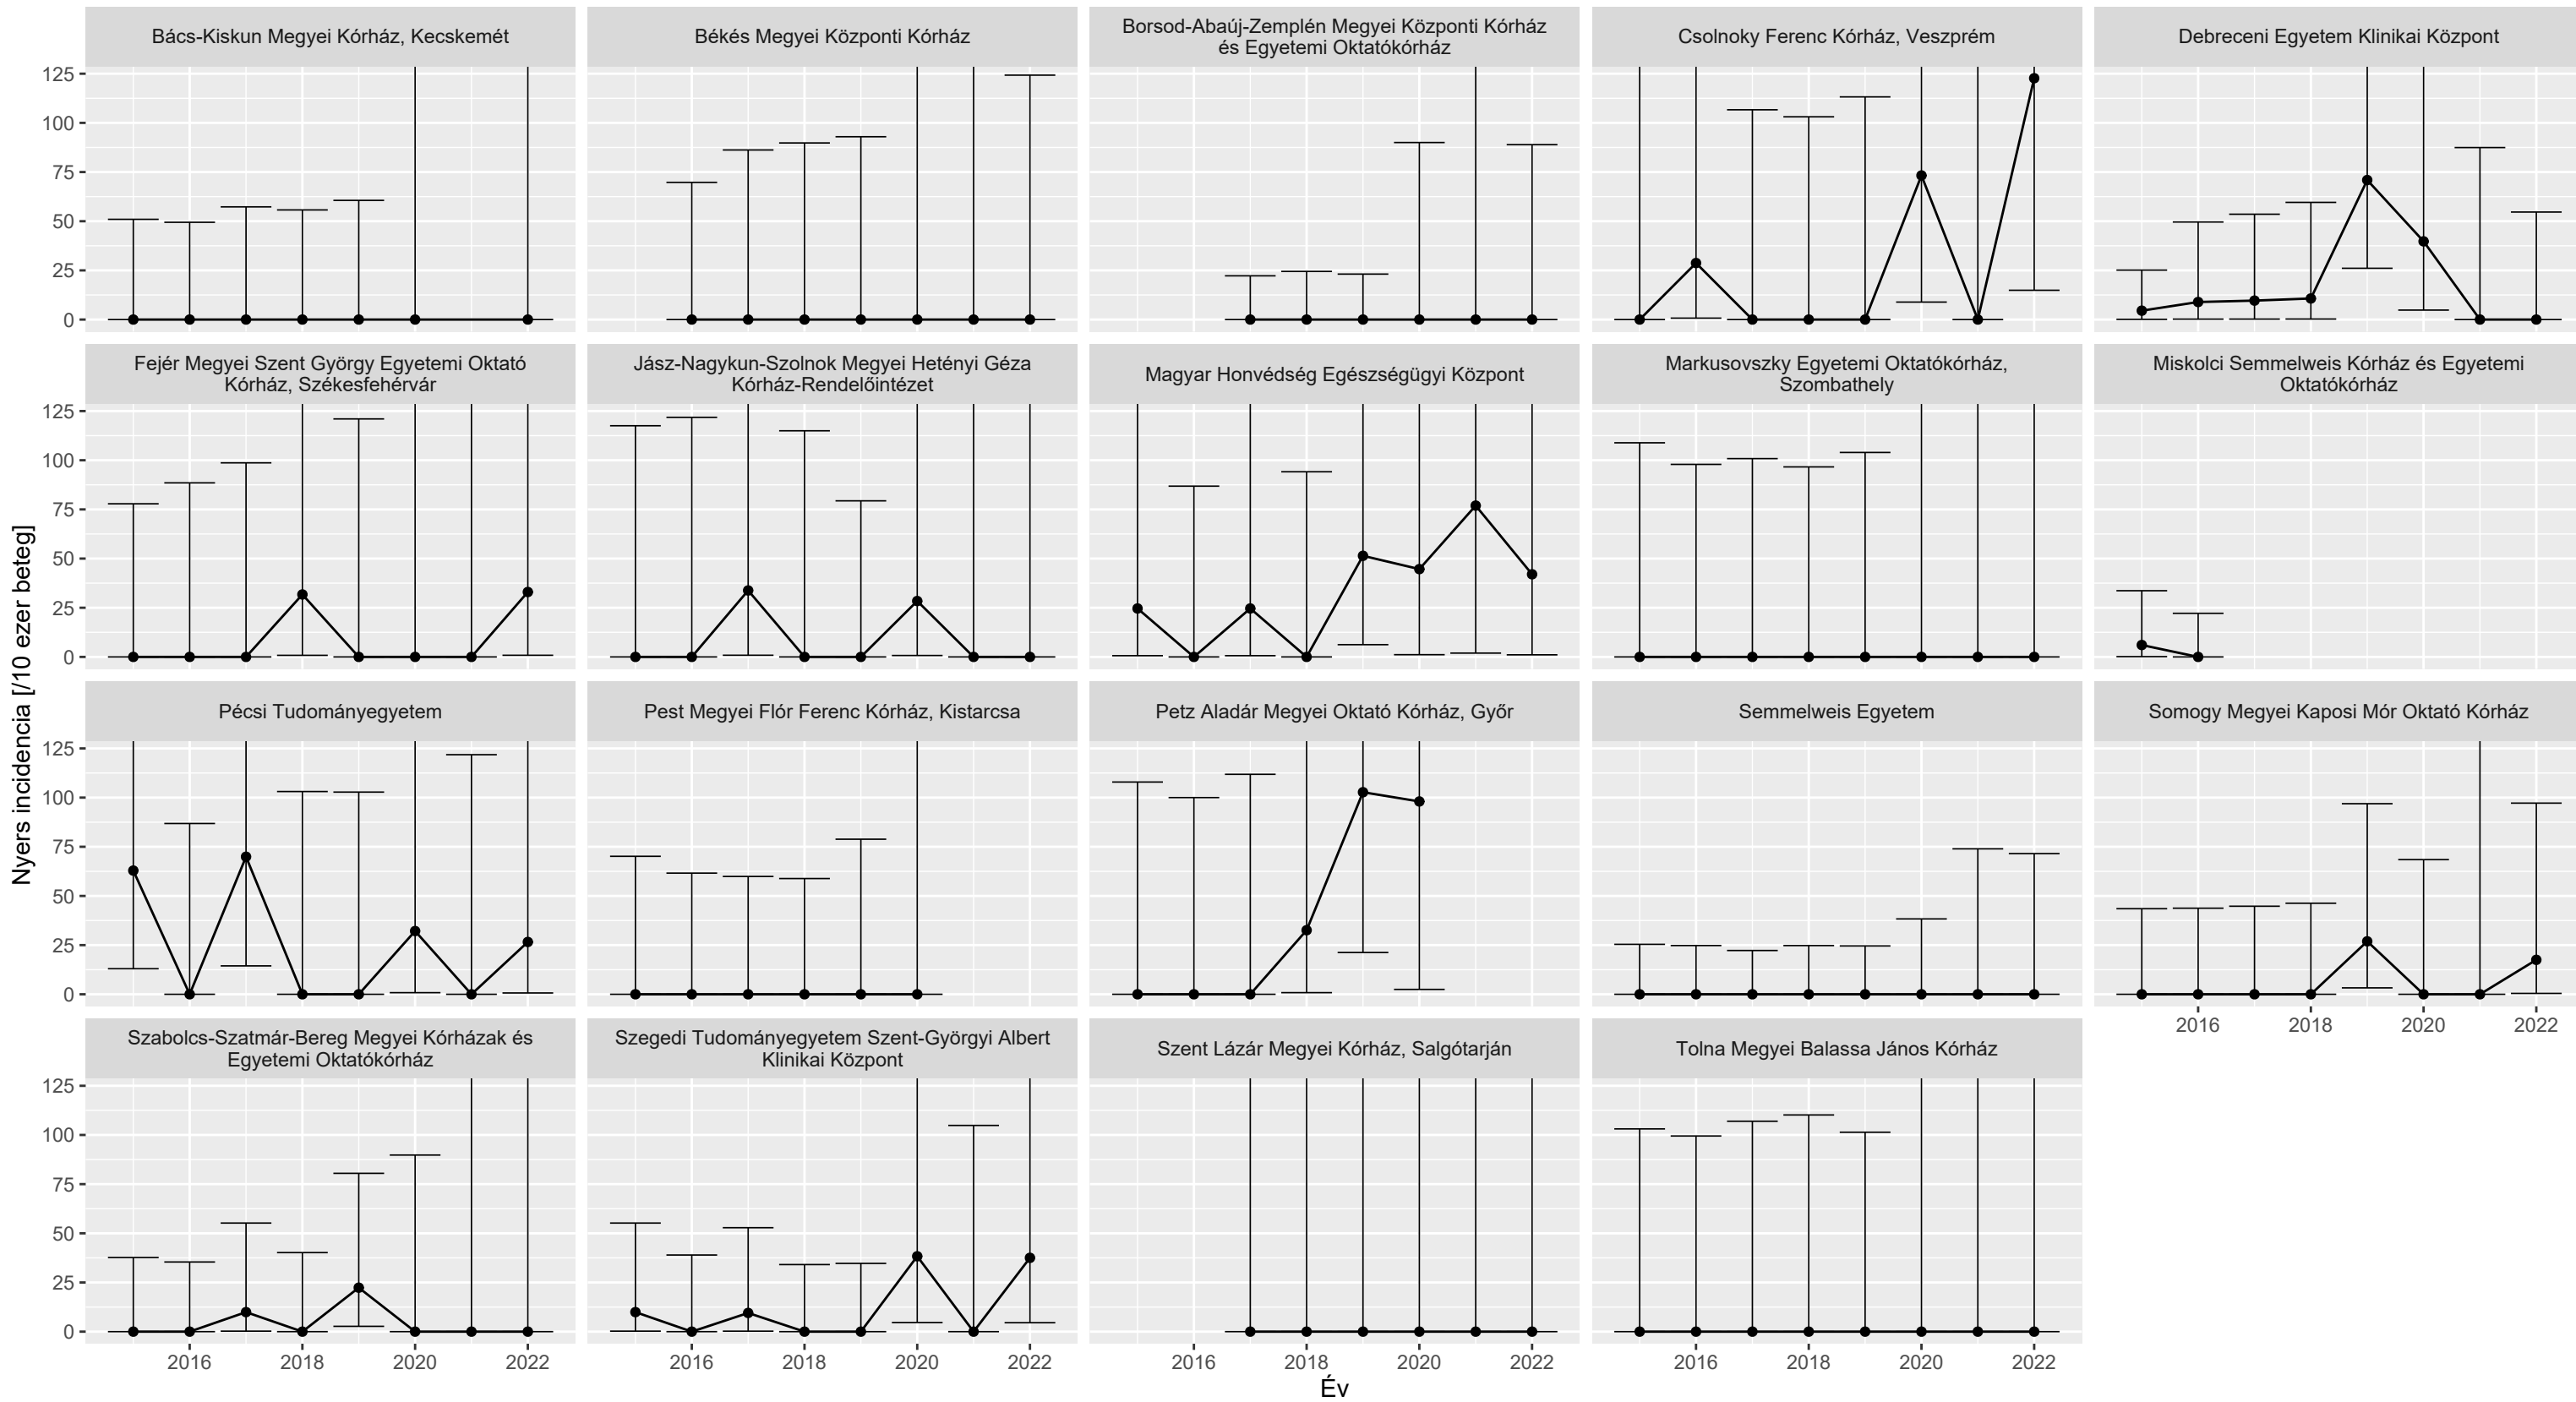 Bács-Kiskun Megyei Kórház, Kecskemét
Békés Megyei Központi Kórház
Borsod-Abaúj-Zemplén Megyei Központi Kórház
és Egyetemi Oktatókórház
Csolnoky Ferenc Kórház, Veszprém
Debreceni Egyetem Klinikai Központ
125
100
75
50
25
0
Fejér Megyei Szent György Egyetemi Oktató
Kórház, Székesfehérvár
Jász-Nagykun-Szolnok Megyei Hetényi Géza
Kórház-Rendelőintézet
Magyar Honvédség Egészségügyi Központ
Markusovszky Egyetemi Oktatókórház,
Szombathely
Miskolci Semmelweis Kórház és Egyetemi
Oktatókórház
125
100
75
50
25
0
Nyers incidencia [/10 ezer beteg]
Pécsi Tudományegyetem
Pest Megyei Flór Ferenc Kórház, Kistarcsa
Petz Aladár Megyei Oktató Kórház, Győr
Semmelweis Egyetem
Somogy Megyei Kaposi Mór Oktató Kórház
125
100
75
50
25
0
2016 2018 2020 2022
Szabolcs-Szatmár-Bereg Megyei Kórházak és
Egyetemi Oktatókórház
Szegedi Tudományegyetem Szent-Györgyi Albert
Klinikai Központ
Szent Lázár Megyei Kórház, Salgótarján
Tolna Megyei Balassa János Kórház
125
100
75
50
25
0
2016 2018 2020 2022
2016 2018 2020 2022
2016 2018 2020 2022
2016 2018 2020 2022
Év